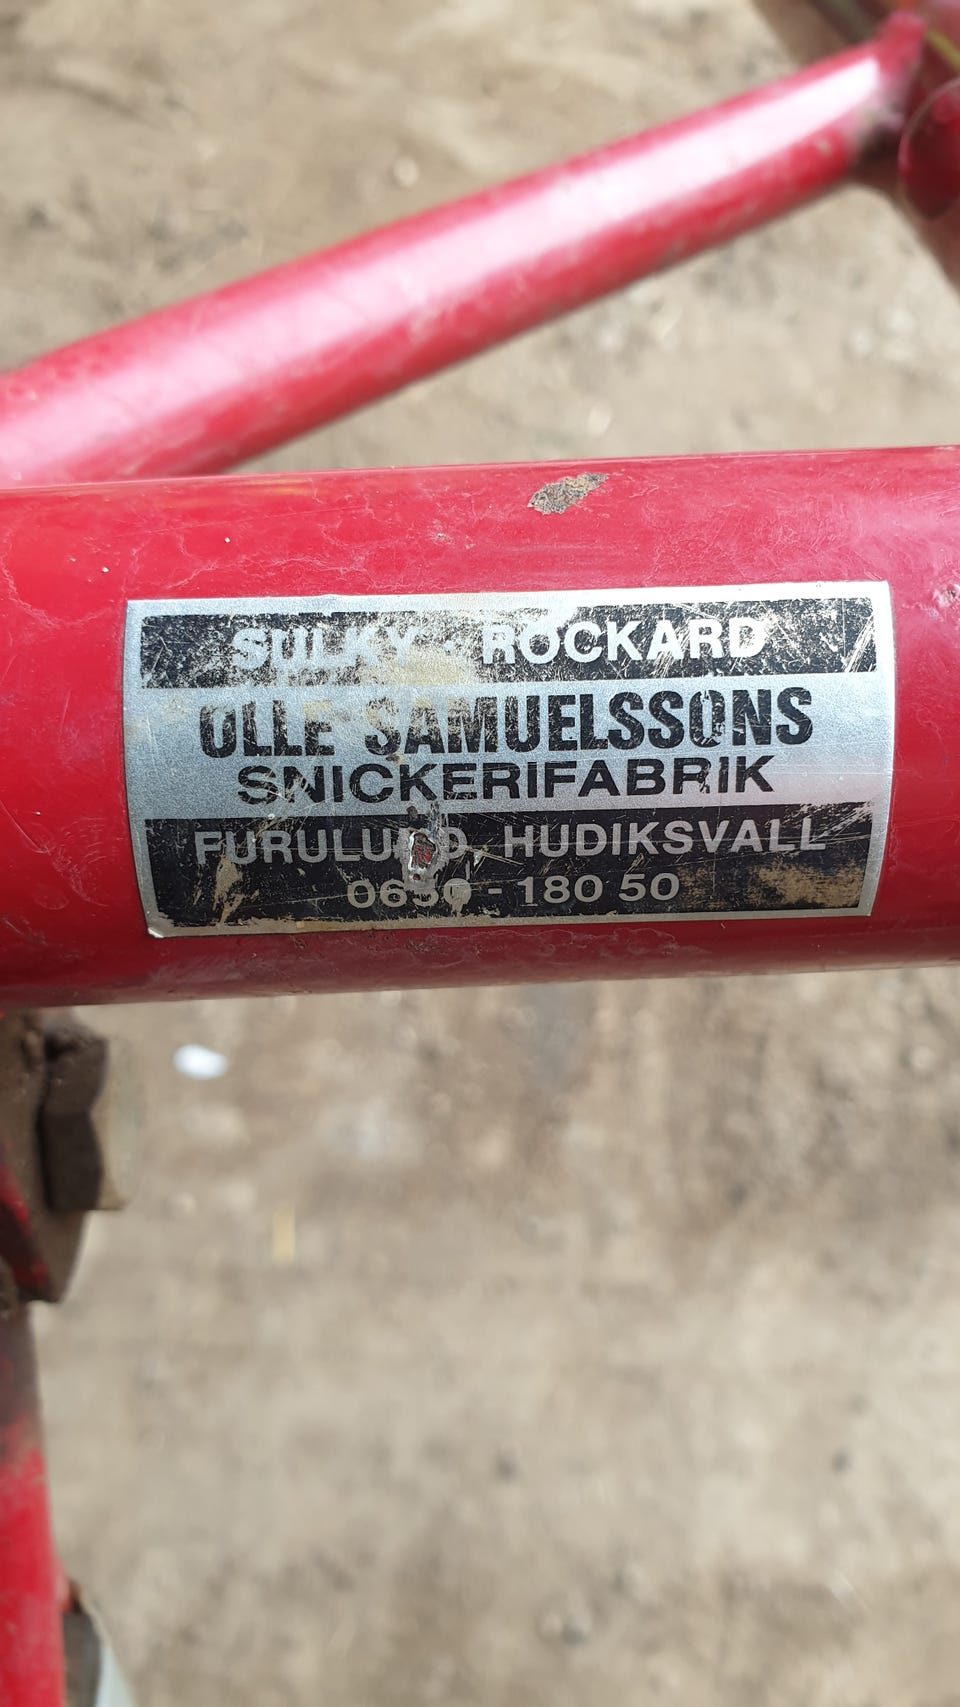 SULKY - ROCKARD
OLLE SAMUELSSONS
SNICKERIFABRIK
FURULUND, HUDIKSVALL
0650 - 180 50